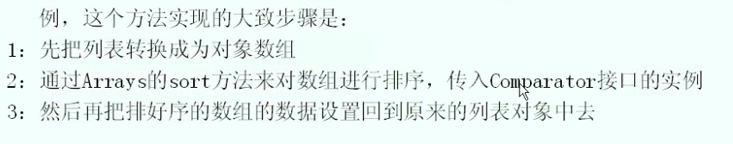 例，这个方法实现的大致步骤是：
1：先把列表转换成为对象数组
2：通过Arrays的sort方法来对数组进行排序，传入Comparator接口的实例
3：然后再把排好序的数组的数据设置回到原来的列表对象中去